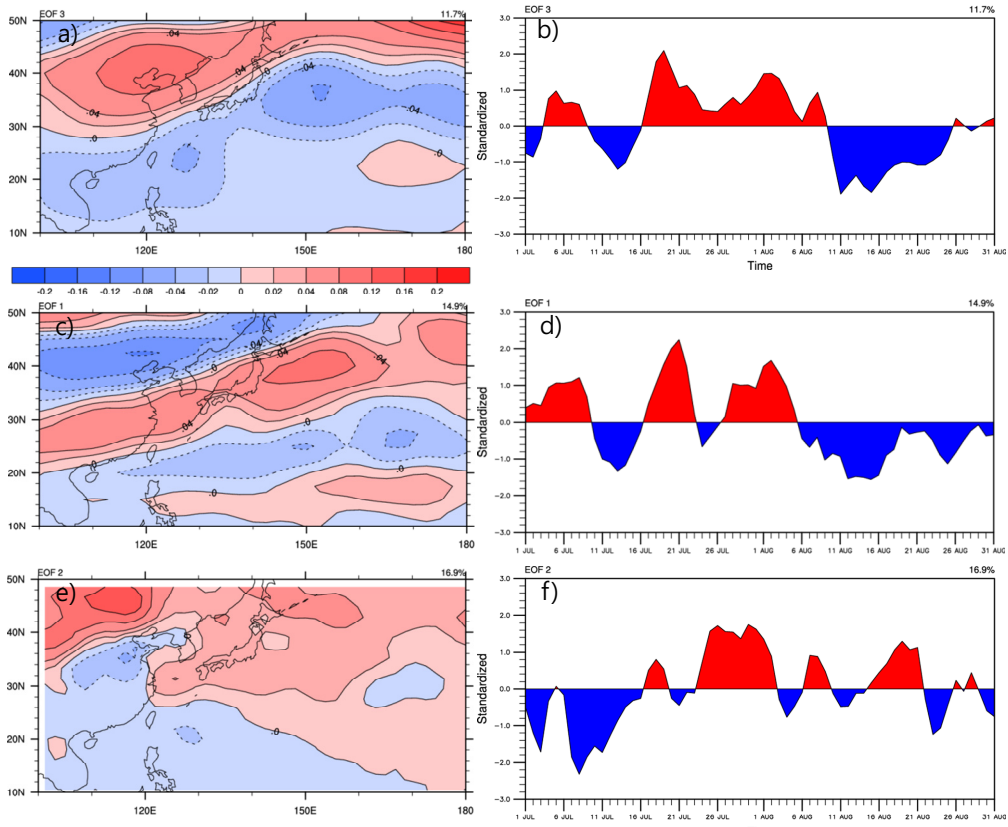 EOF 3 11.7%
a)
50N
40N
30N
20N
10N
120E 150E 180
.04 .04 .0 .04 .04 .04 .0 .0
EOF 3 11.7%
b)
Standardized
3.0
2.0
1.0
0.0
-1.0
-2.0
-3.0
1 JUL 6 JUL 11 JUL 16 JUL 21 JUL 26 JUL 1 AUG 6 AUG 11 AUG 16 AUG 21 AUG 26 AUG 31 AUG
Time
-0.2 -0.16 -0.12 -0.08 -0.04 -0.02 0 0.02 0.04 0.08 0.12 0.16 0.2
EOF 1 14.9%
c)
50N
40N
30N
20N
10N
120E 150E 180
.0 .04 .04 .04 .0 .0 .0
EOF 1 14.9%
d)
Standardized
3.0
2.0
1.0
0.0
-1.0
-2.0
-3.0
1 JUL 6 JUL 11 JUL 16 JUL 21 JUL 26 JUL 1 AUG 6 AUG 11 AUG 16 AUG 21 AUG 26 AUG 31 AUG
EOF 2 16.9%
e)
50N
40N
30N
20N
10N
120E 150E 180
.0
EOF 2 16.9%
f)
Standardized
3.0
2.0
1.0
0.0
-1.0
-2.0
-3.0
1 JUL 6 JUL 11 JUL 16 JUL 21 JUL 26 JUL 1 AUG 6 AUG 11 AUG 16 AUG 21 AUG 26 AUG 31 AUG